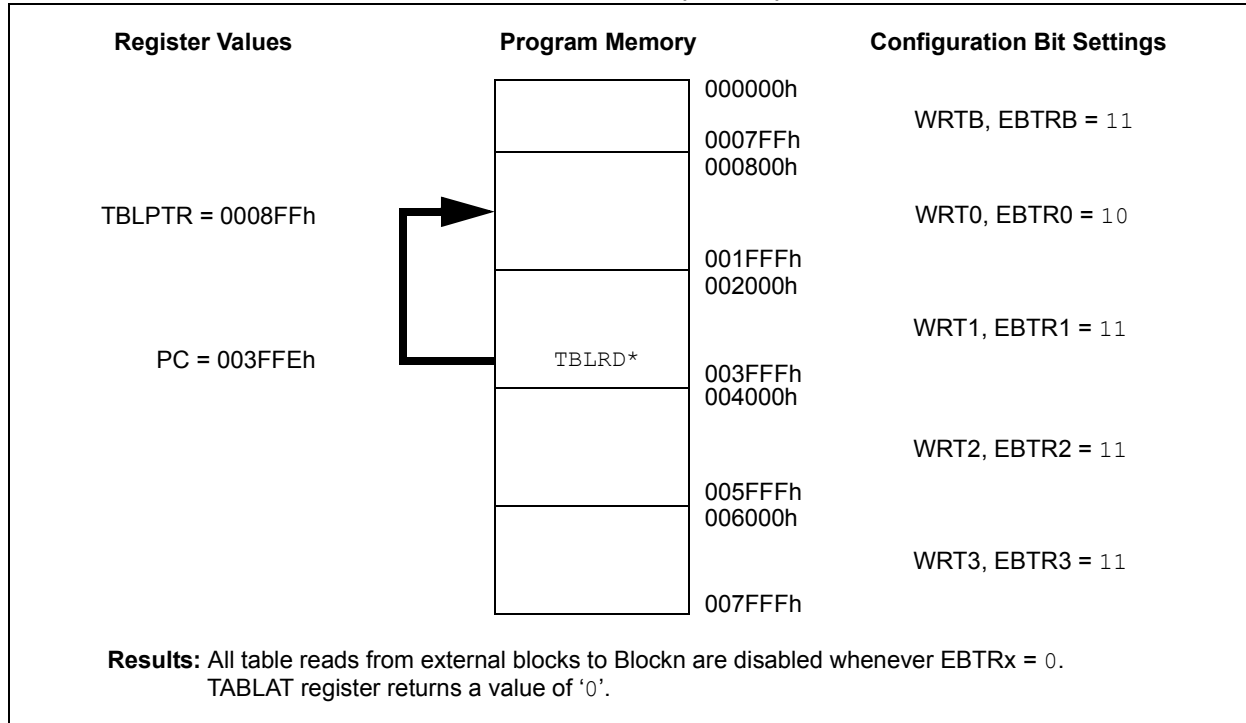 Register Values Program Memory Configuration Bit Settings
000000h
WRTB, EBTRB = 11
0007FFh
000800h
TBLPTR = 0008FFh WRT0, EBTR0 = 10
001FFFh
002000h
WRT1, EBTR1 = 11
PC = 003FFEh TBLRD*
003FFFh
004000h
WRT2, EBTR2 = 11
005FFFh
006000h
WRT3, EBTR3 = 11
007FFFh
Results: All table reads from external blocks to Blockn are disabled whenever EBTRx = 0.
TABLAT register returns a value of ‘0’.